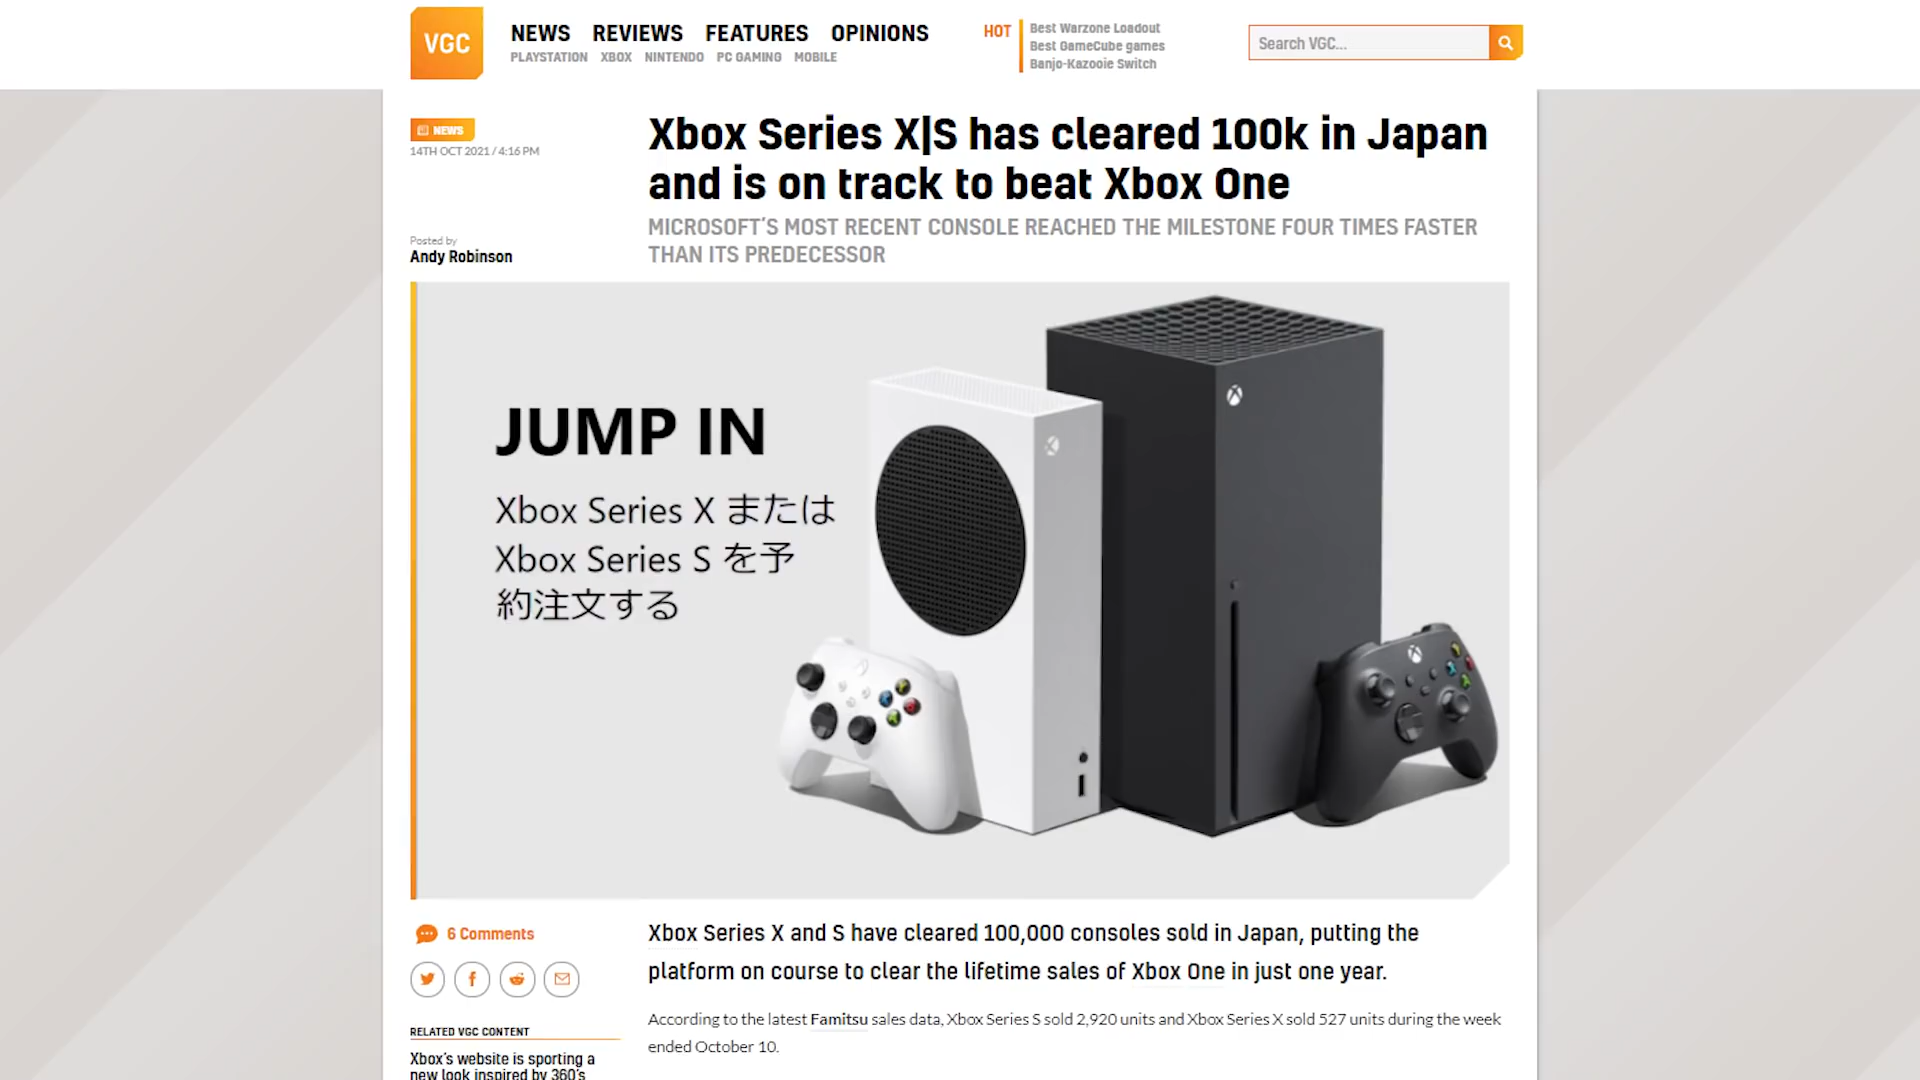 VGC
NEWS REVIEWS FEATURES OPINIONS
PLAYSTATION XBOX NINTENDO PC GAMING MOBILE
HOT
Best Warzone Loadout
Best GameCube games
Banjo-Kazooie Switch
Search VGC...
NEWS
14TH OCT 2021 / 4:16 PM
Posted by
Andy Robinson
Xbox Series X|S has cleared 100k in Japan
and is on track to beat Xbox One
MICROSOFT'S MOST RECENT CONSOLE REACHED THE MILESTONE FOUR TIMES FASTER
THAN ITS PREDECESSOR
JUMP IN
Xbox Series X または
Xbox Series S を予
約注文する
6 Comments
RELATED VGC CONTENT
Xbox's website is sporting a
new look inspired by 360's
Xbox Series X and S have cleared 100,000 consoles sold in Japan, putting the
platform on course to clear the lifetime sales of Xbox One in just one year.
According to the latest Famitsu sales data, Xbox Series S sold 2,920 units and Xbox Series X sold 527 units during the week
ended October 10.